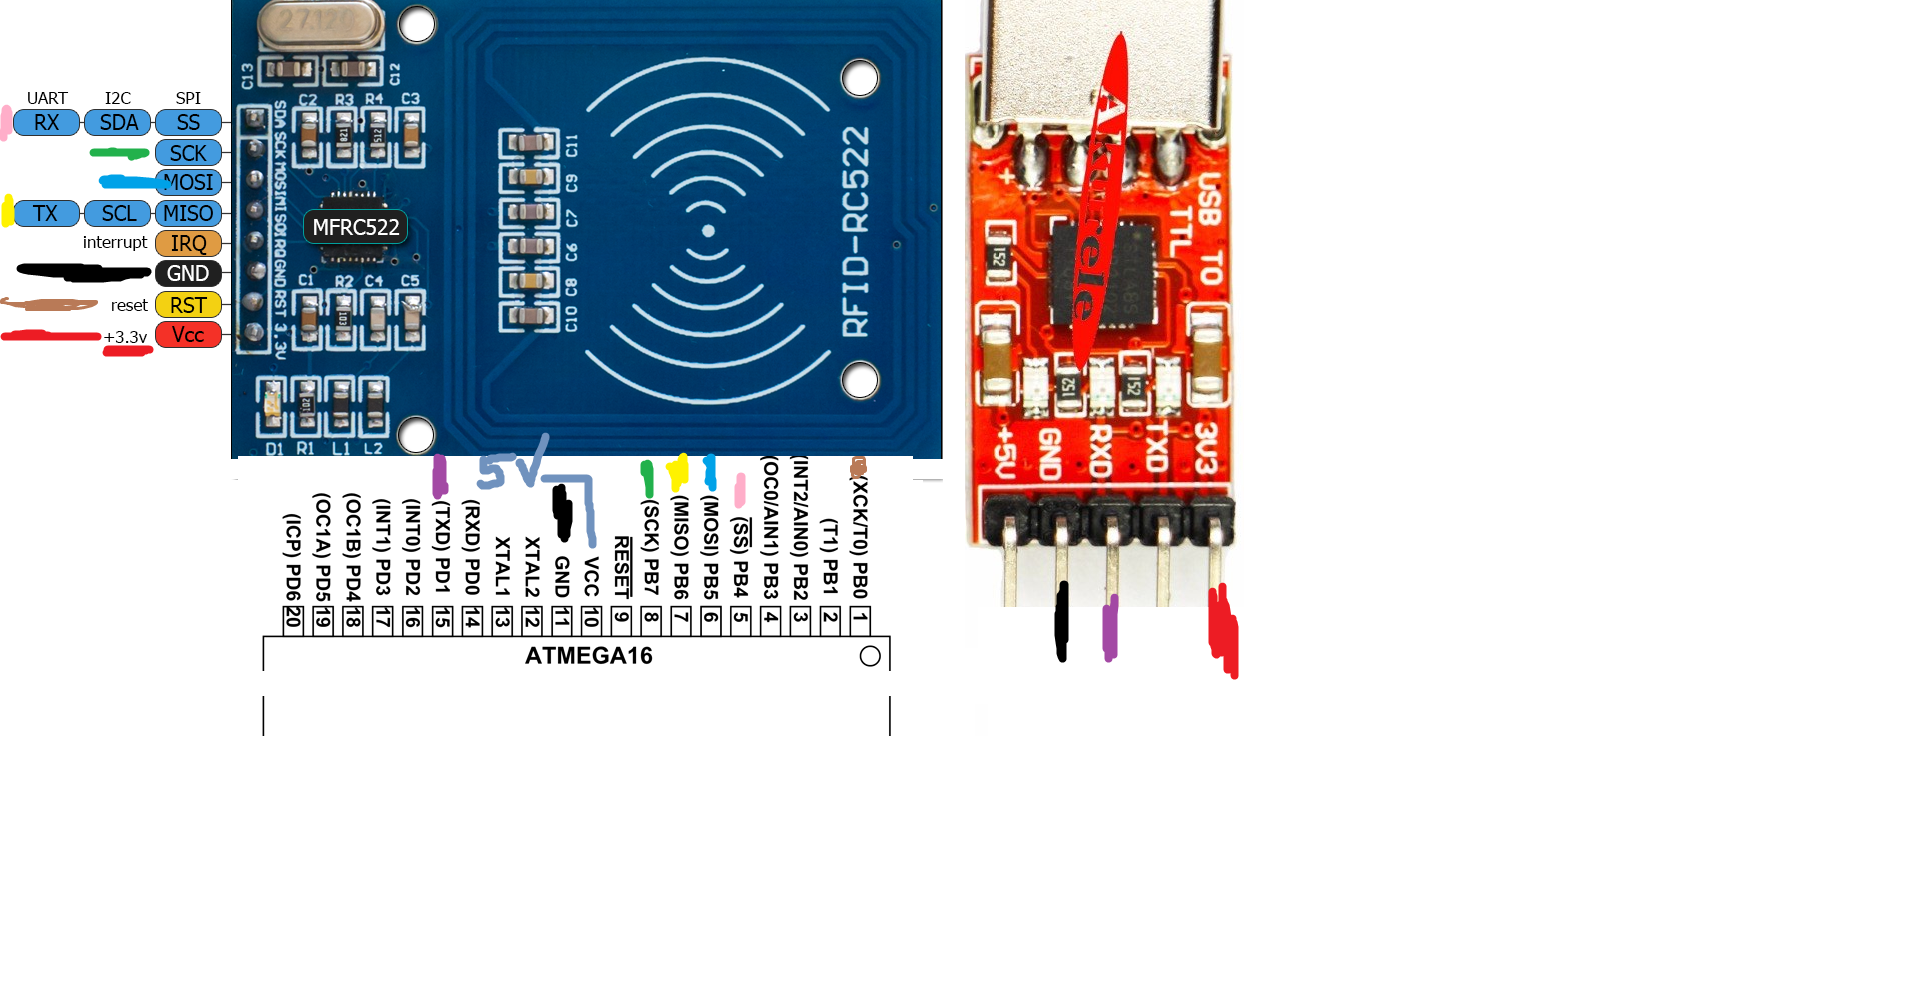 27.120
C13
C12
UART I2C SPI
RX SDA SS
SCK
MOSI
TX SCL MISO
interrupt IRQ
GND
reset RST
+3.3v Vcc
SDA SCK MOSI MISO IRQ GND RST 3.3V
C2 R3 R4 C3
821
512
MFRC522
C1 R2 C4 C5
103
102
D1 R1 L1 L2
C11
C9
C7
C6
C8
C10
RFID-RC522
+
USB TO
TTL
Akturele
152
152
152
+5V
GND
RXD
TXD
3V3
5V
(ICP) PD6
(OC1A) PD5
(OC1B) PD4
(INT1) PD3
(INT0) PD2
(TXD) PD1
(RXD) PD0
XTAL1
XTAL2
GND
VCC
RESET
(SCK) PB7
(MISO) PB6
(MOSI) PB5
(SS) PB4
(OC0/AIN1) PB3
(INT2/AIN0) PB2
(T1) PB1
(XCK/T0) PB0
20 19 18 17 16 15 14 13 12 11 10 9 8 7 6 5 4 3 2 1
ATMEGA16